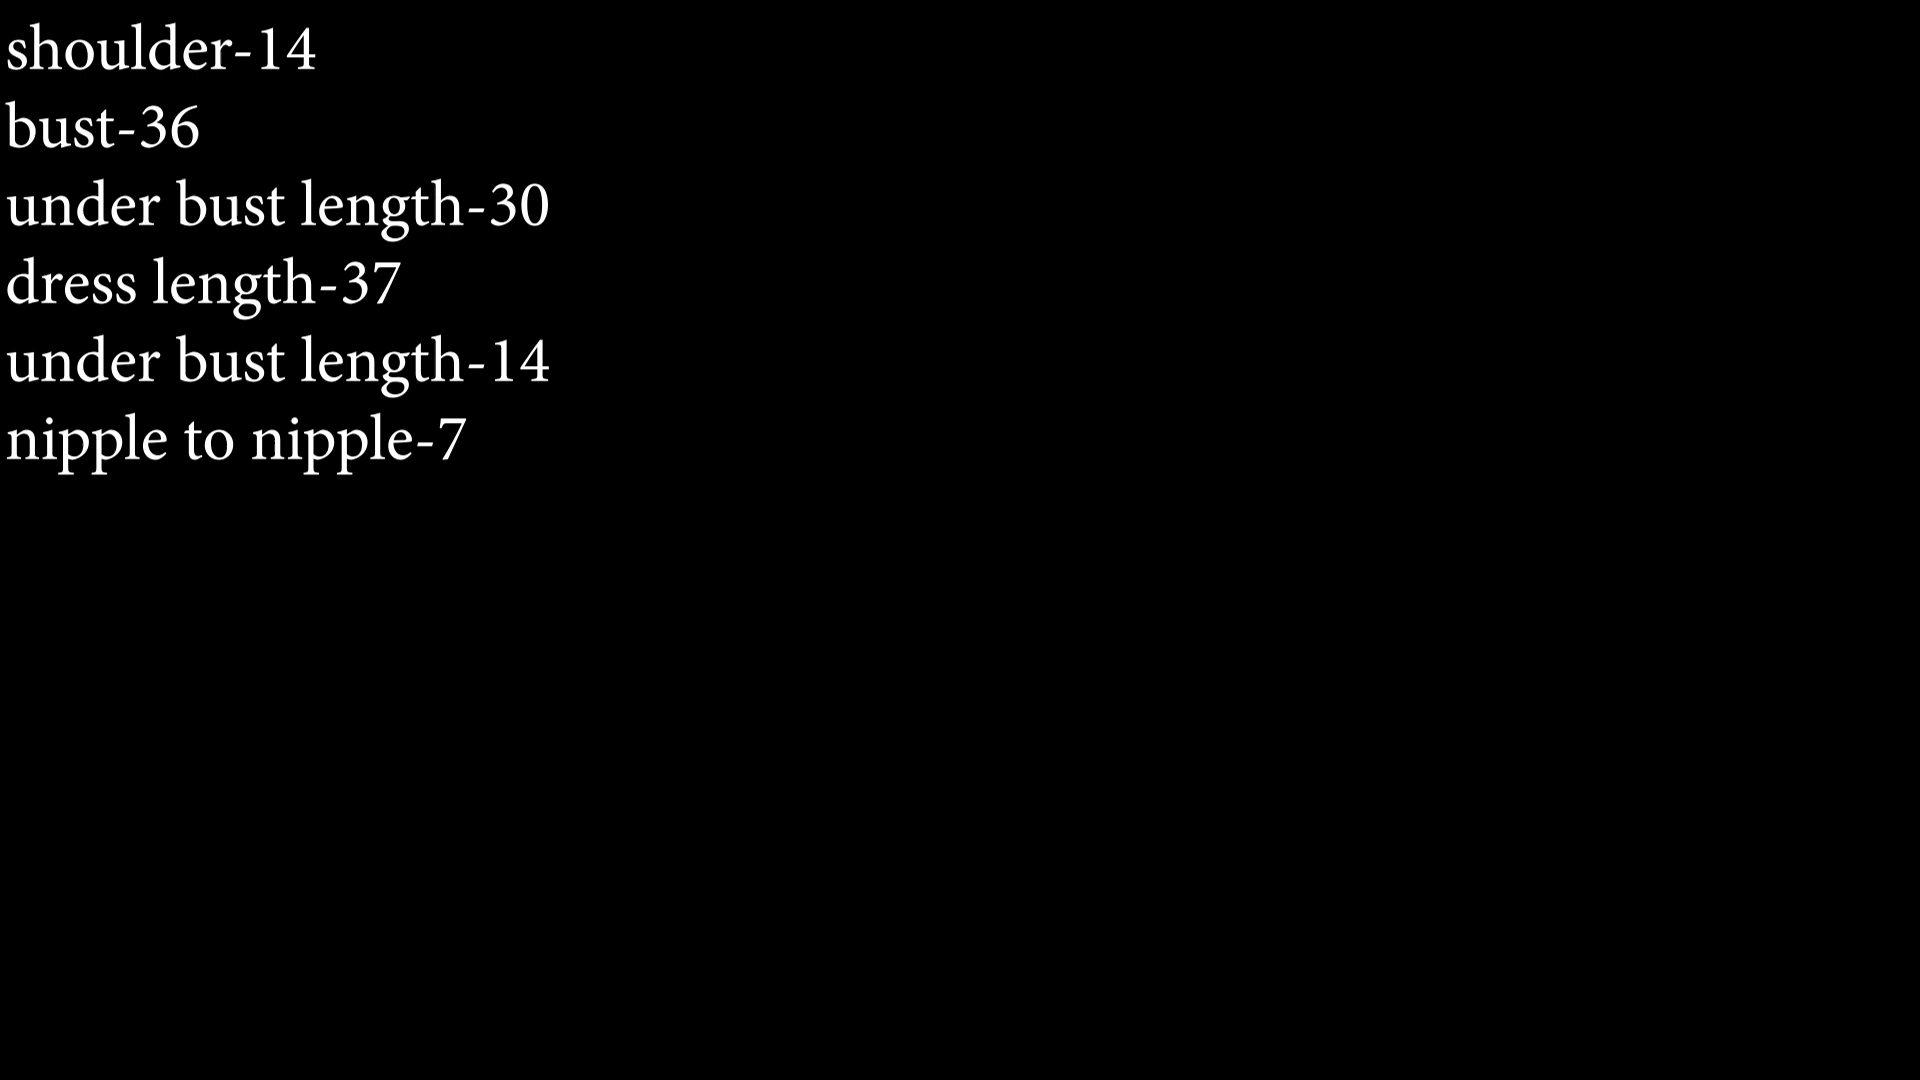 shoulder-14
bust-36
under bust length-30
dress length-37
under bust length-14
nipple to nipple-7